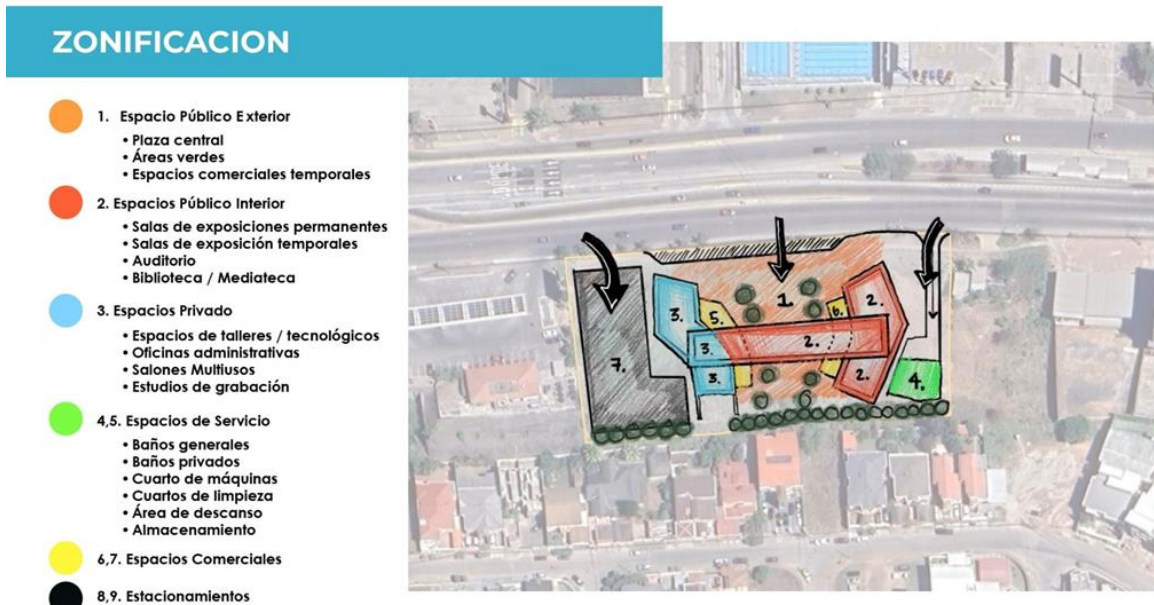 ZONIFICACION
1. Espacio Público Exterior
• Plaza central
• Áreas verdes
• Espacios comerciales temporales
2. Espacios Público Interior
• Salas de exposiciones permanentes
• Salas de exposición temporales
• Auditorio
• Biblioteca / Mediateca
3. Espacios Privado
• Espacios de talleres / tecnológicos
• Oficinas administrativas
• Salones Multiusos
• Estudios de grabación
4,5. Espacios de Servicio
• Baños generales
• Baños privados
• Cuarto de máquinas
• Cuartos de limpieza
• Área de descanso
• Almacenamiento
6,7. Espacios Comerciales
8,9. Estacionamientos
1.
2.
3.
5.
6.
2.
3.
7.
3.
2.
4.